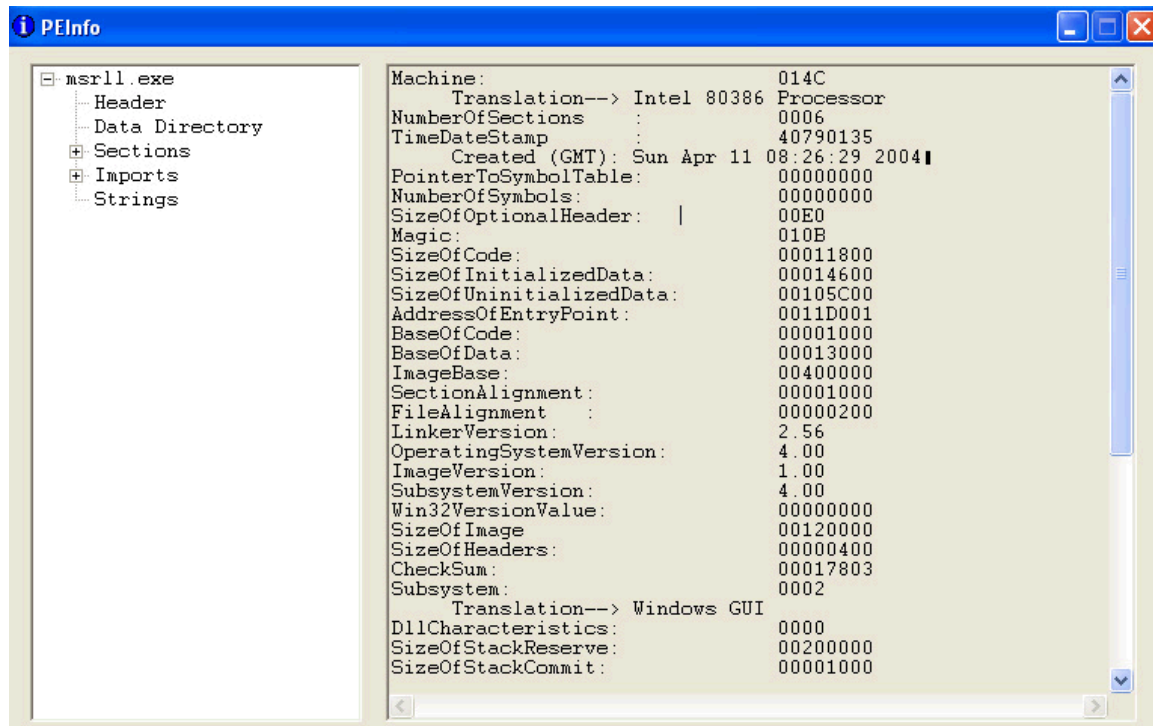 PEInfo
msrll.exe
Header
Data Directory
Sections
Imports
Strings
Machine: 014C
Translation--> Intel 80386 Processor
NumberOfSections : 0006
TimeDateStamp : 40790135
Created (GMT): Sun Apr 11 08:26:29 2004
PointerToSymbolTable: 00000000
NumberOfSymbols: 00000000
SizeOfOptionalHeader: 00E0
Magic: 010B
SizeOfCode: 00011800
SizeOfInitializedData: 00014600
SizeOfUninitializedData: 00105C00
AddressOfEntryPoint: 0011D001
BaseOfCode: 00001000
BaseOfData: 00013000
ImageBase: 00400000
SectionAlignment: 00001000
FileAlignment : 00000200
LinkerVersion: 2.56
OperatingSystemVersion: 4.00
ImageVersion: 1.00
SubsystemVersion: 4.00
Win32VersionValue: 00000000
SizeOfImage 00120000
SizeOfHeaders: 00000400
CheckSum: 00017803
Subsystem: 0002
Translation--> Windows GUI
DllCharacteristics: 0000
SizeOfStackReserve: 00200000
SizeOfStackCommit: 00001000